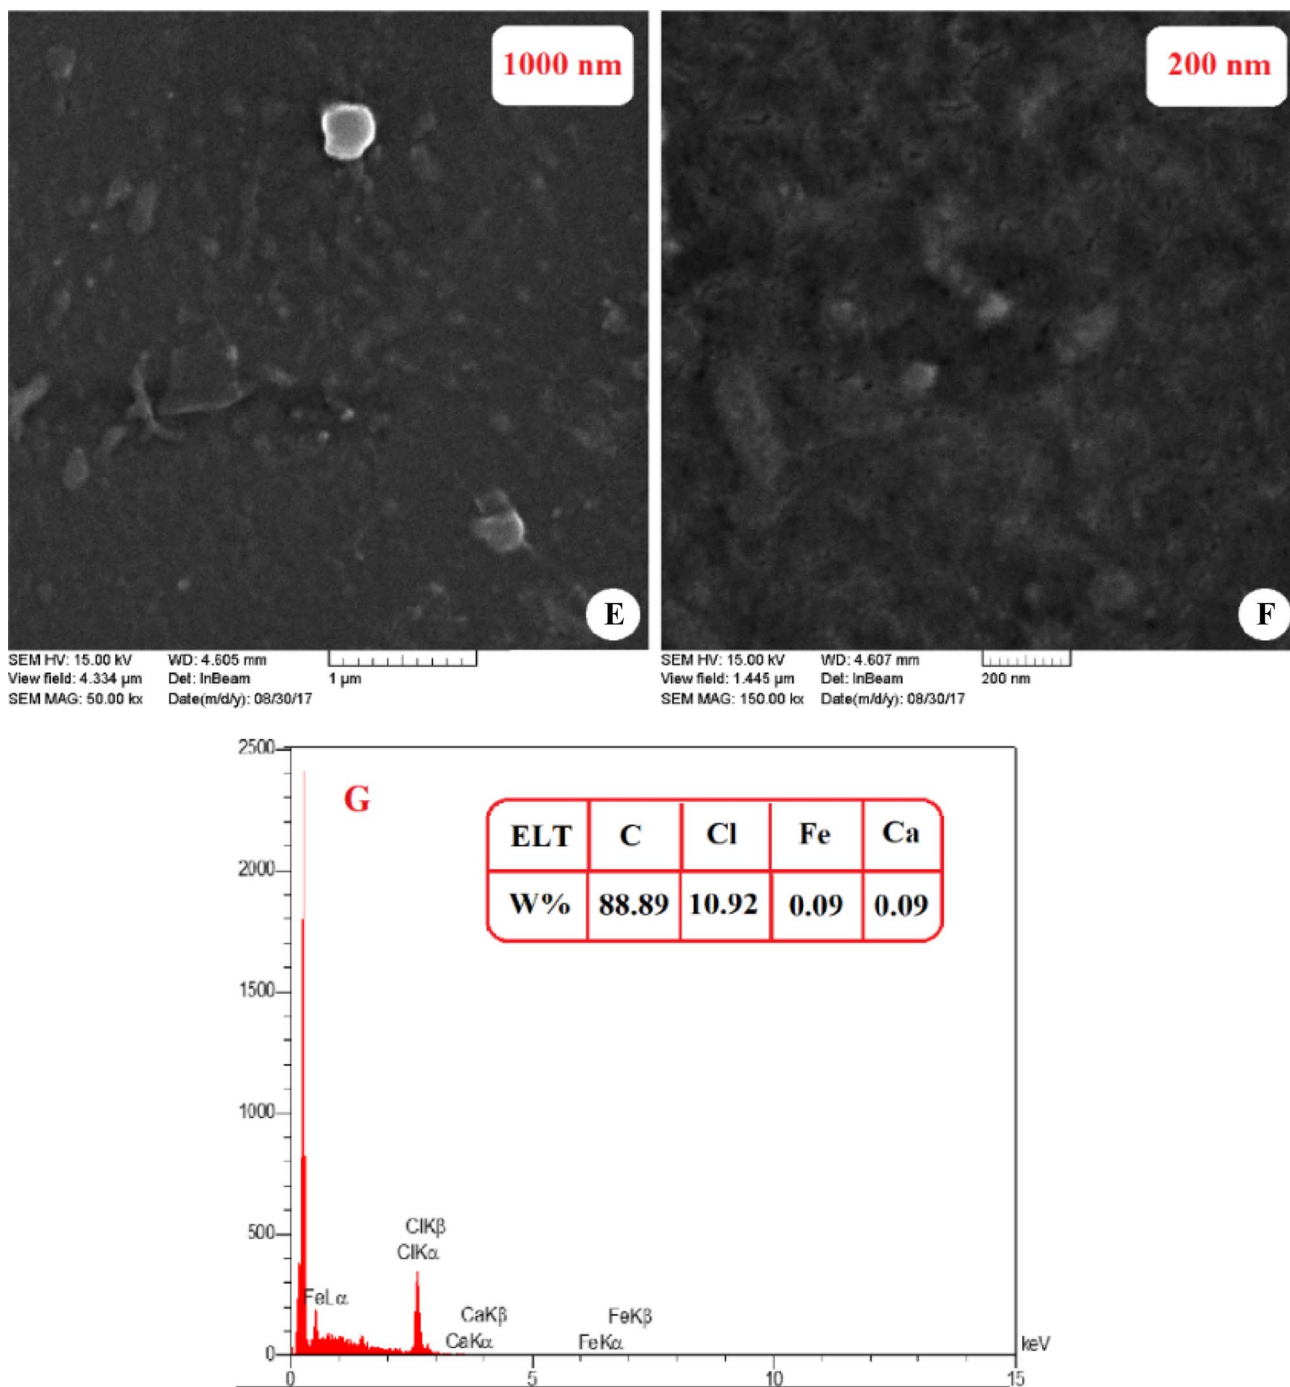 1000 nm
200 nm
E
F
SEM HV: 15.00 kV WD: 4.605 mm
View field: 4.334 µm Det: InBeam 1 µm
SEM MAG: 50.00 kx Date(m/d/y): 08/30/17
SEM HV: 15.00 kV WD: 4.607 mm
View field: 1.445 µm Det: InBeam 200 nm
SEM MAG: 150.00 kx Date(m/d/y): 08/30/17
G
ELT C Cl Fe Ca
W% 88.89 10.92 0.09 0.09
2500
2000
1500
1000
500
0
FeLα
ClKβ
ClKα
CaKβ
CaKα
FeKβ
FeKα
keV
0 5 10 15